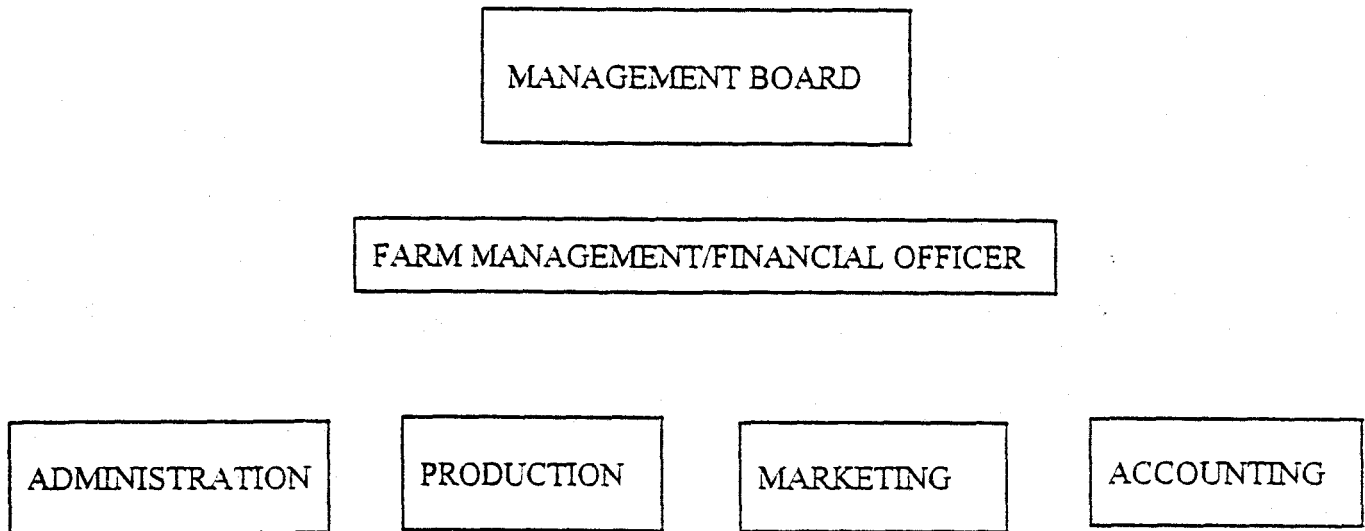 MANAGEMENT BOARD
FARM MANAGEMENT/FINANCIAL OFFICER
ADMINISTRATION
PRODUCTION
MARKETING
ACCOUNTING